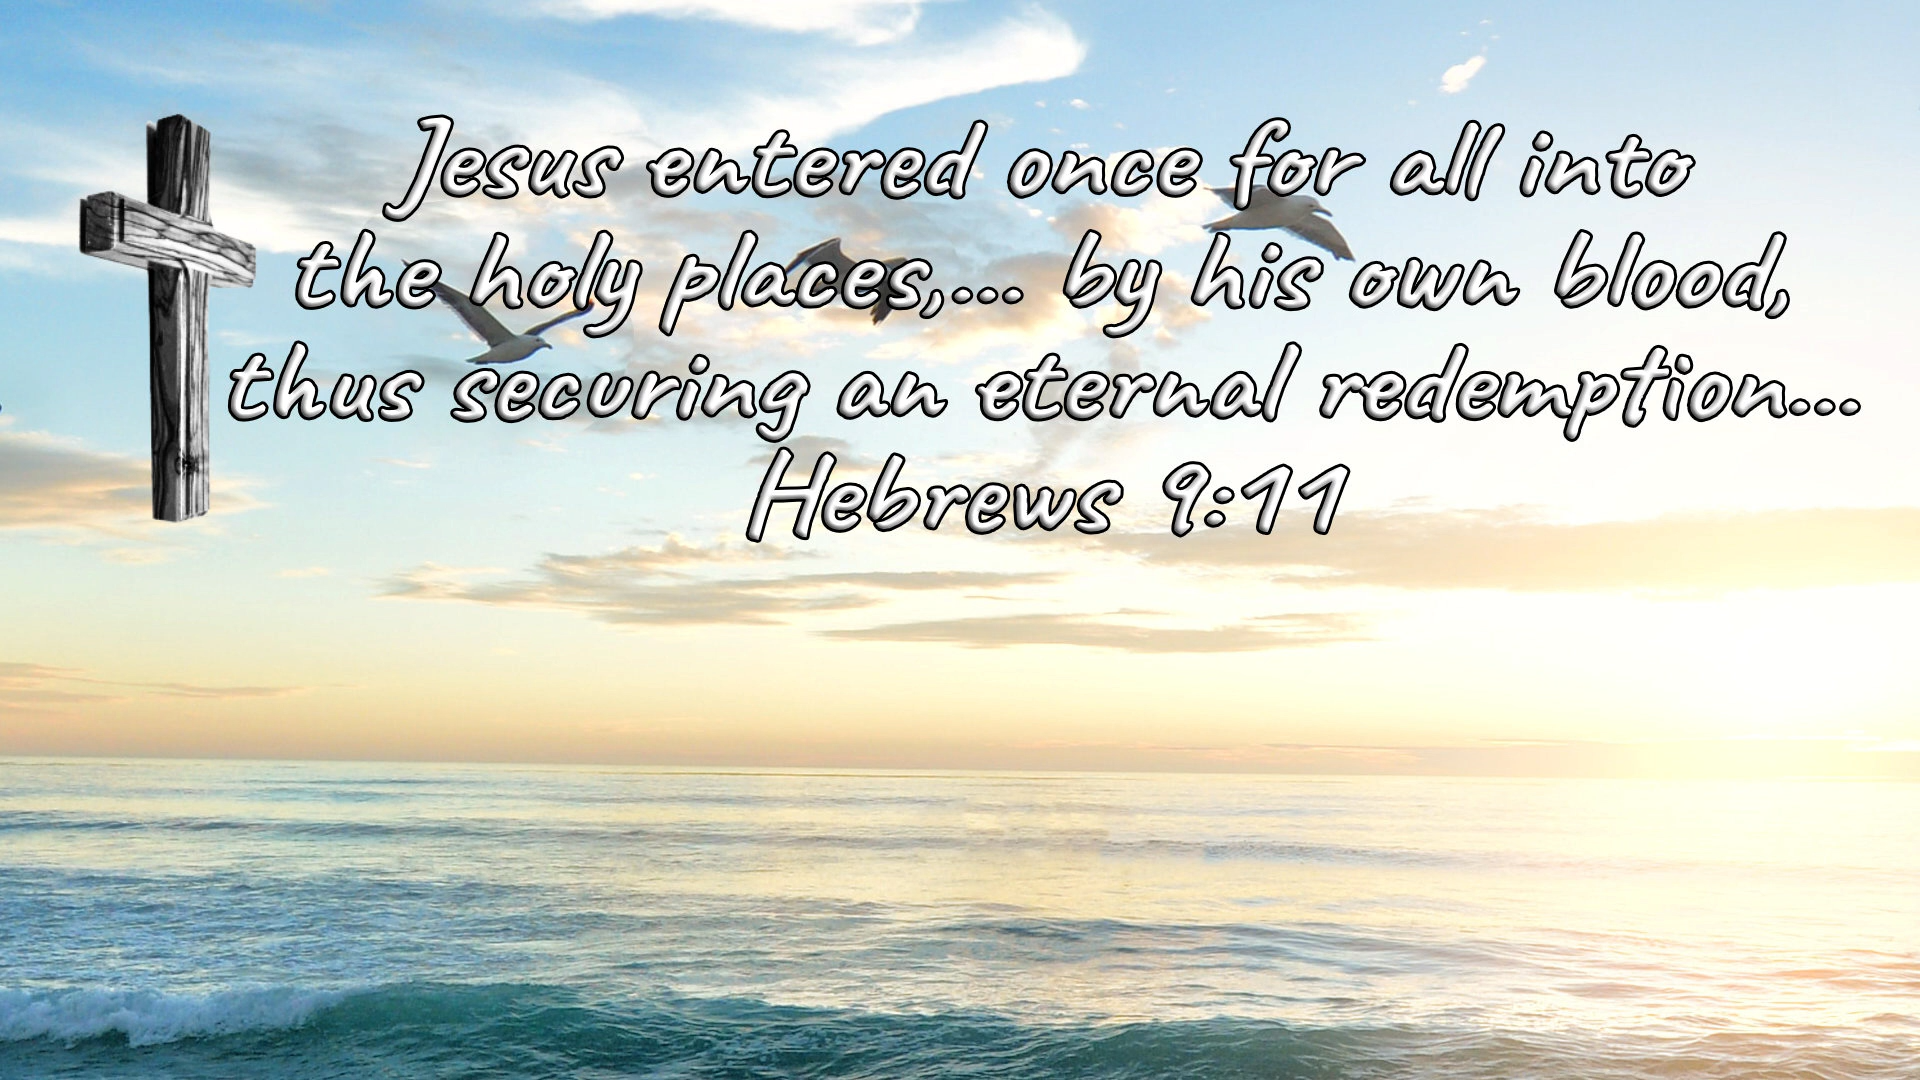 Jesus entered once for all into
the holy places,... by his own blood,
thus securing an eternal redemption...
Hebrews 9:11